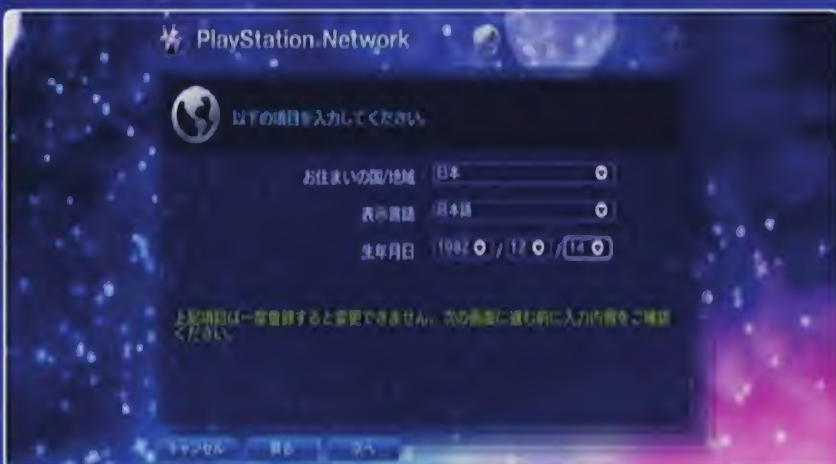 PlayStation Network
以下の項目を入力してください。
お住まいの国/地域 日本
表示言語 日本語
生年月日 1982 / 12 / 14
上記項目は一度登録すると変更できません。次の画面に進む前に入力内容をご確認
ください。
キャンセル 戻る 次へ